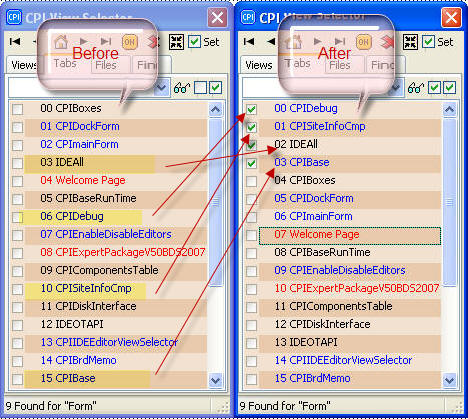 CPI View Selector
Before
Set
Views Tabs Files Find
00 CPIBoxes
01 CPIDockForm
02 CPImainForm
03 IDEAll
04 Welcome Page
05 CPIBaseRunTime
06 CPIDebug
07 CPIEnableDisableEditors
08 CPIExpertPackageV50BDS2007
09 CPIComponentsTable
10 CPISiteInfoCmp
11 CPIDiskInterface
12 IDEOTAPI
13 CPIIDEEditorViewSelector
14 CPIBrdMemo
15 CPIBase
9 Found for "Form"
CPI View Selector
After
Set
Views Tabs Files Find
00 CPIDebug
01 CPISiteInfoCmp
02 IDEAll
03 CPIBase
04 CPIBoxes
05 CPIDockForm
06 CPImainForm
07 Welcome Page
08 CPIBaseRunTime
09 CPIEnableDisableEditors
10 CPIExpertPackageV50BDS2007
11 CPIComponentsTable
12 CPIDiskInterface
13 IDEOTAPI
14 CPIIDEEditorViewSelector
15 CPIBrdMemo
9 Found for "Form"